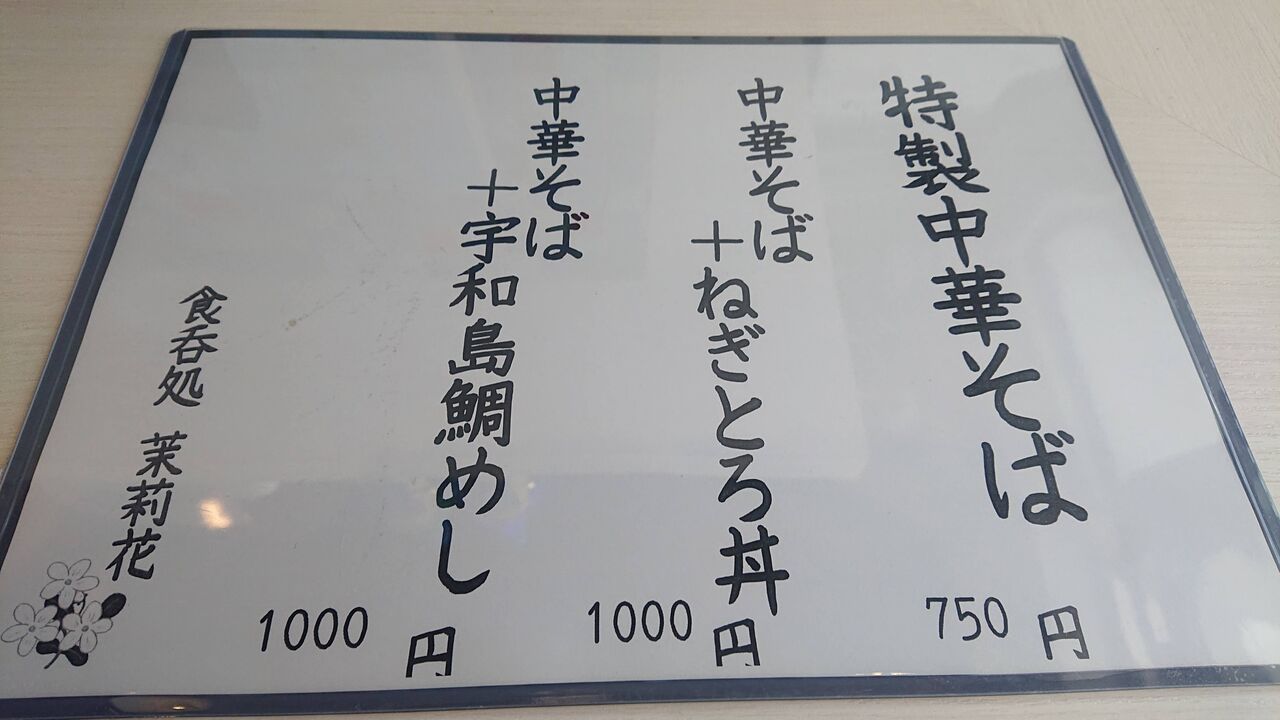 特製中華そば
750円
中華そば
＋ねぎとろ丼
1000円
中華そば
＋宇和島鯛めし
1000円
食呑処 茉莉花